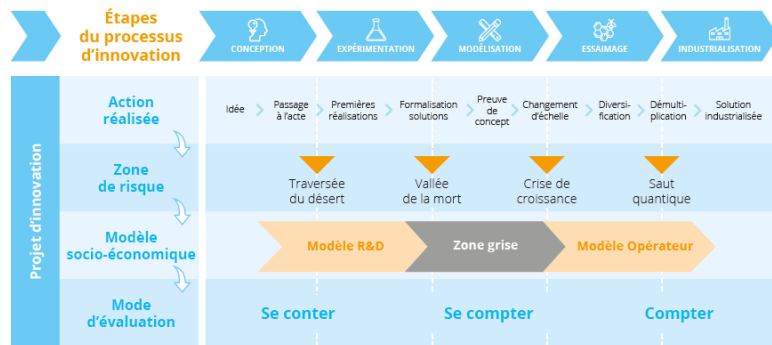 Étapes
du processus
d'innovation
CONCEPTION
EXPÉRIMENTATION
MODÉLISATION
ESSAIMAGE
INDUSTRIALISATION
Projet d'innovation
Action
réalisée
Idée
Passage
à l'acte
Premières
réalisations
Formalisation
solutions
Preuve
de
concept
Changement
d'échelle
Diversi-
fication
Démulti-
plication
Solution
industrialisée
Zone
de risque
Traversée
du désert
Vallée
de la mort
Crise de
croissance
Saut
quantique
Modèle
socio-économique
Modèle R&D
Zone grise
Modèle Opérateur
Mode
d'évaluation
Se conter
Se compter
Compter